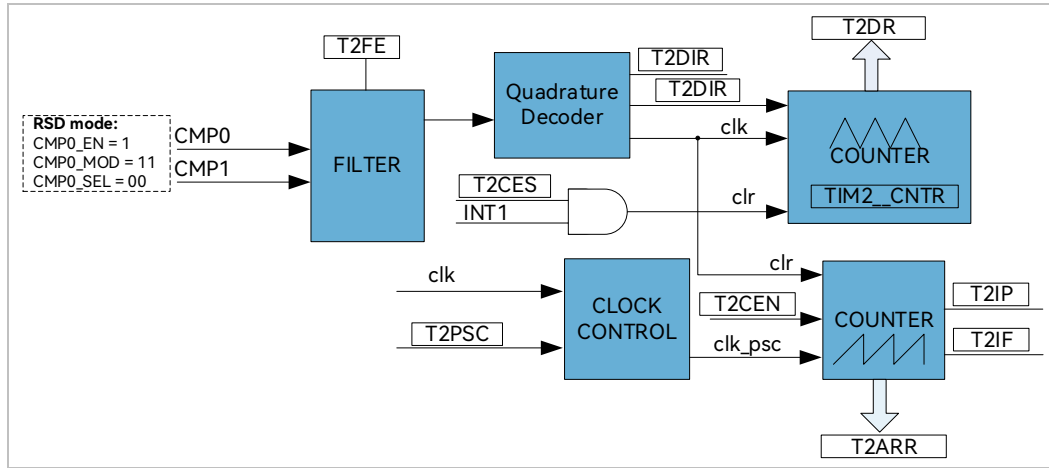 T2DR
T2FE
T2DIR
T2DIR
Quadrature
Decoder
clk
RSD mode:
CMP0_EN = 1
CMP0_MOD = 11
CMP0_SEL = 00
CMP0
CMP1
FILTER
COUNTER
TIM2__CNTR
T2CES
INT1
clr
clk
T2PSC
CLOCK
CONTROL
clr
T2CEN
clk_psc
COUNTER
T2IP
T2IF
T2ARR